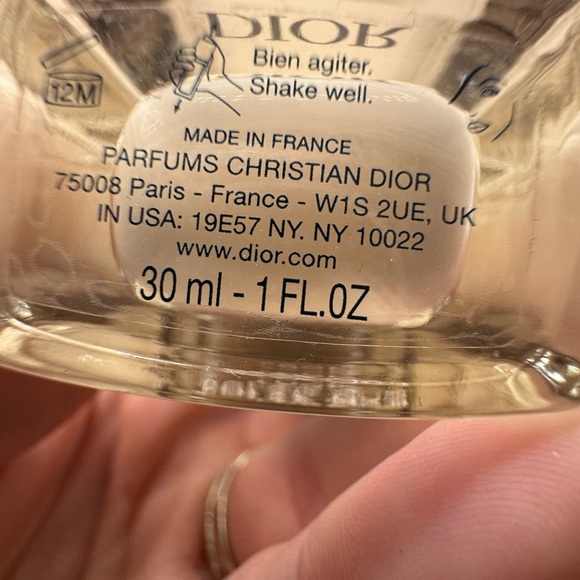 DIOR
Bien agiter.
Shake well.
12M
MADE IN FRANCE
PARFUMS CHRISTIAN DIOR
75008 Paris - France - W1S 2UE, UK
IN USA: 19E57 NY. NY 10022
www.dior.com
30 ml - 1 FL.OZ